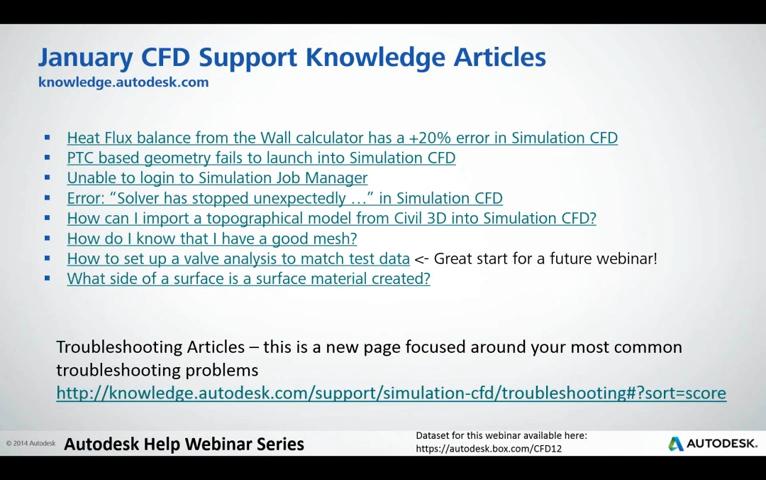 January CFD Support Knowledge Articles
knowledge.autodesk.com
Heat Flux balance from the Wall calculator has a +20% error in Simulation CFD
PTC based geometry fails to launch into Simulation CFD
Unable to login to Simulation Job Manager
Error: “Solver has stopped unexpectedly …” in Simulation CFD
How can I import a topographical model from Civil 3D into Simulation CFD?
How do I know that I have a good mesh?
How to set up a valve analysis to match test data <- Great start for a future webinar!
What side of a surface is a surface material created?
Troubleshooting Articles – this is a new page focused around your most common
troubleshooting problems
http://knowledge.autodesk.com/support/simulation-cfd/troubleshooting#?sort=score
© 2014 Autodesk
Autodesk Help Webinar Series
Dataset for this webinar available here:
https://autodesk.box.com/CFD12
AUTODESK.